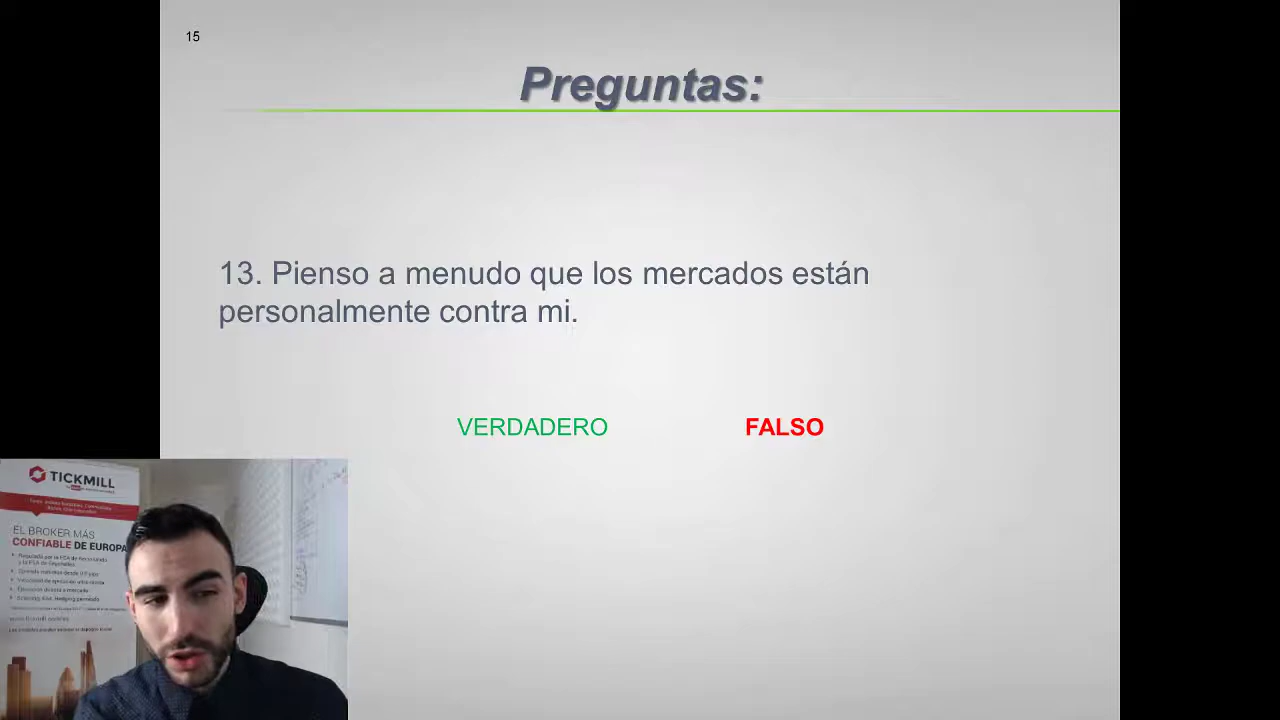 15
Preguntas:
13. Pienso a menudo que los mercados están
personalmente contra mi.
VERDADERO
FALSO
TICKMILL
EL BROKER MÁS
CONFIABLE DE EUROPA